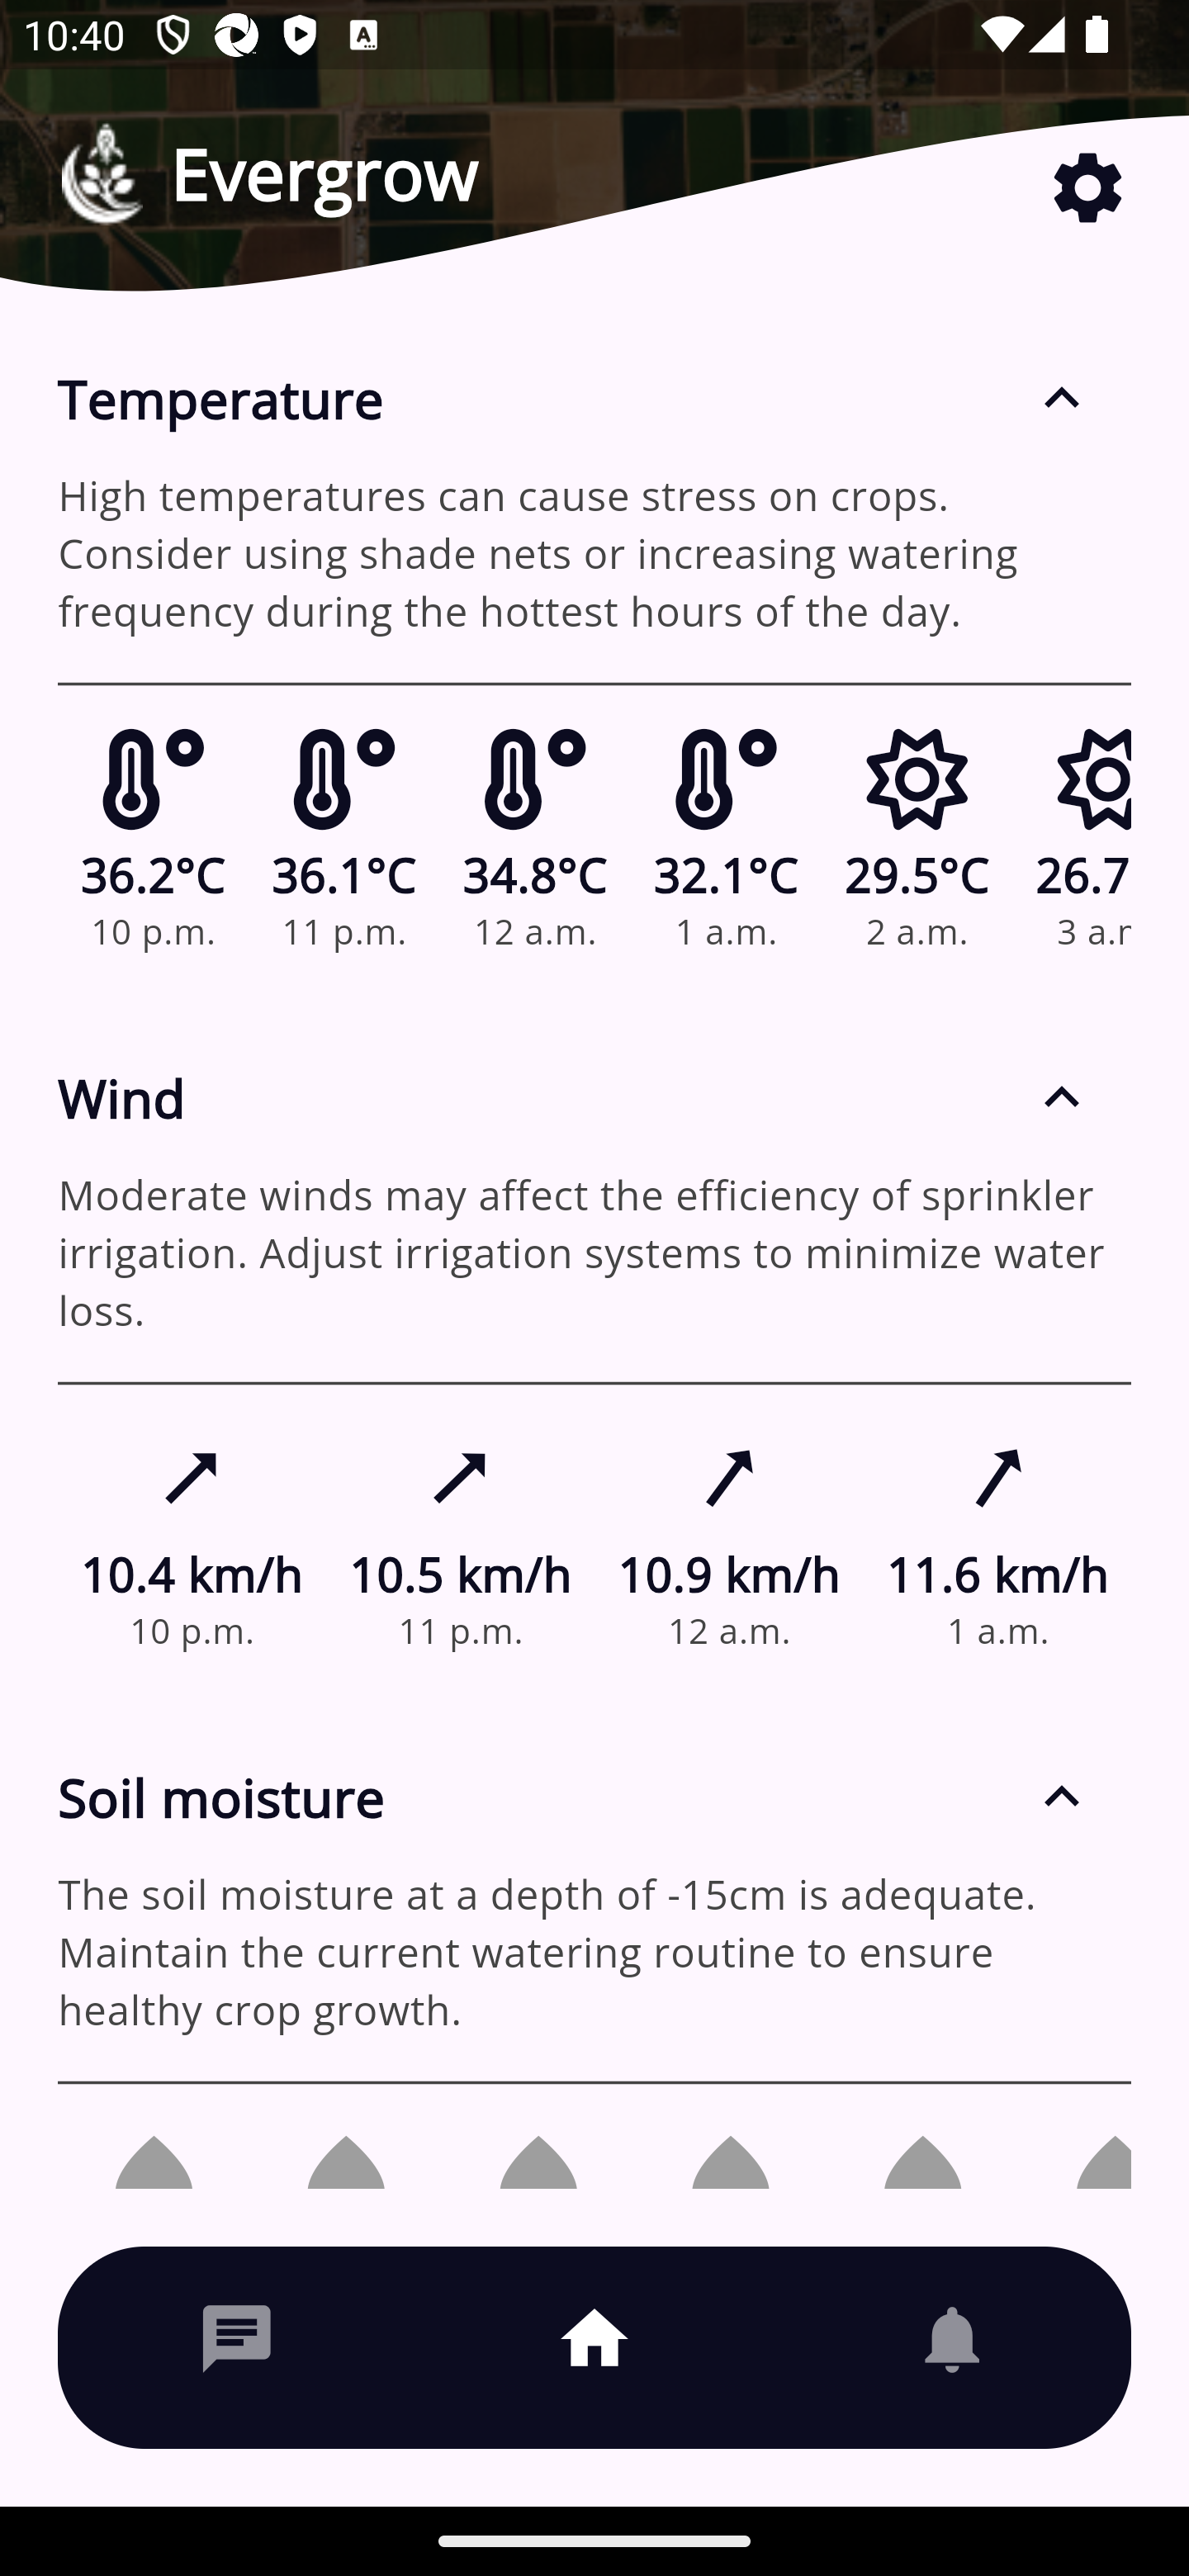 10:40
Evergrow
Temperature
High temperatures can cause stress on crops.
Consider using shade nets or increasing watering
frequency during the hottest hours of the day.
36.2°C 36.1°C 34.8°C 32.1°C 29.5°C 26.7
10 p.m. 11 p.m. 12 a.m. 1 a.m. 2 a.m. 3 a.
Wind
Moderate winds may affect the efficiency of sprinkler
irrigation. Adjust irrigation systems to minimize water
loss.
10.4 km/h 10.5 km/h 10.9 km/h 11.6 km/h
10 p.m. 11 p.m. 12 a.m. 1 a.m.
Soil moisture
The soil moisture at a depth of -15cm is adequate.
Maintain the current watering routine to ensure
healthy crop growth.